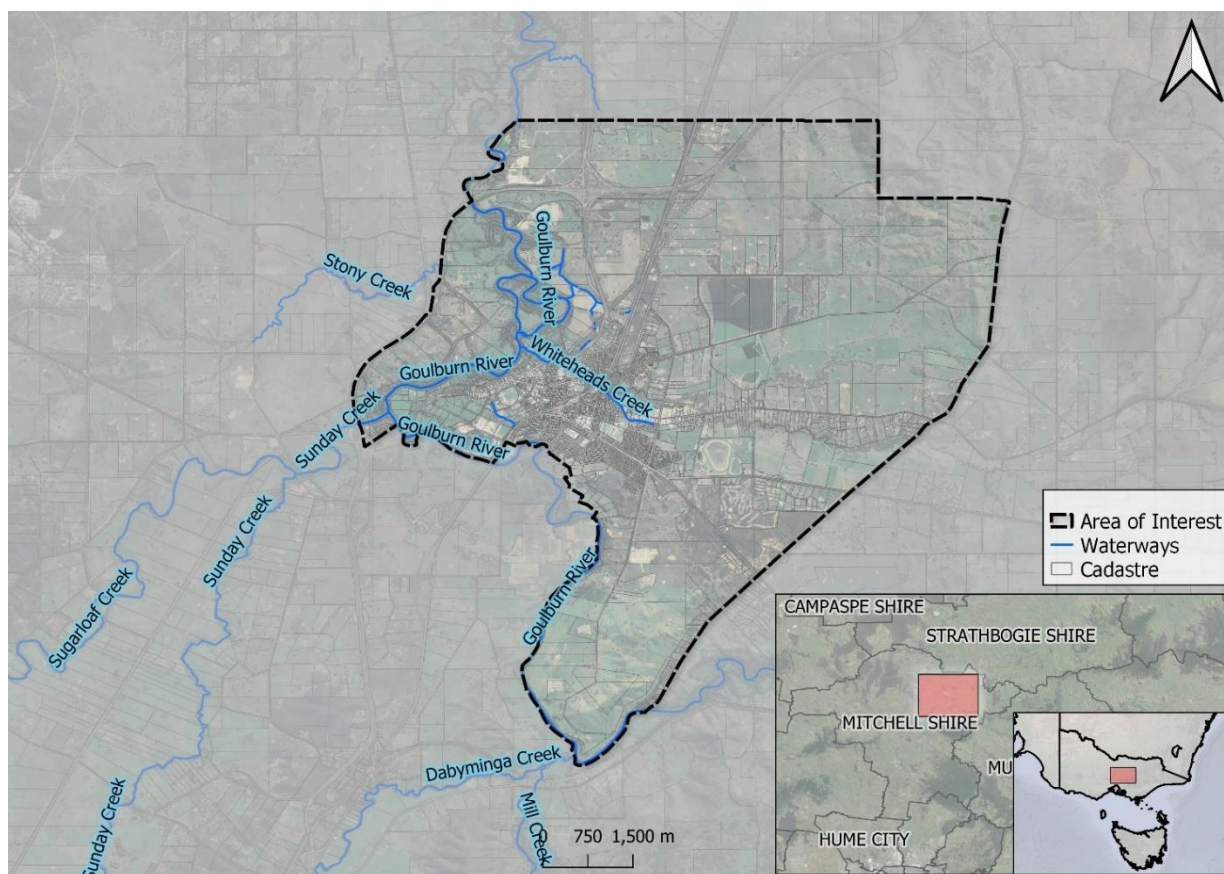 Goulburn River
Stony Creek
Whiteheads Creek
Goulburn River
Sunday Creek
Goulburn River
Sunday Creek
Sugarloaf Creek
Goulburn River
Dabyminga Creek
Mill Creek
Sunday Creek
0 750 1,500 m
Area of Interest
Waterways
Cadastre
CAMPASPE SHIRE
STRATHBOGIE SHIRE
MITCHELL SHIRE
MU
HUME CITY